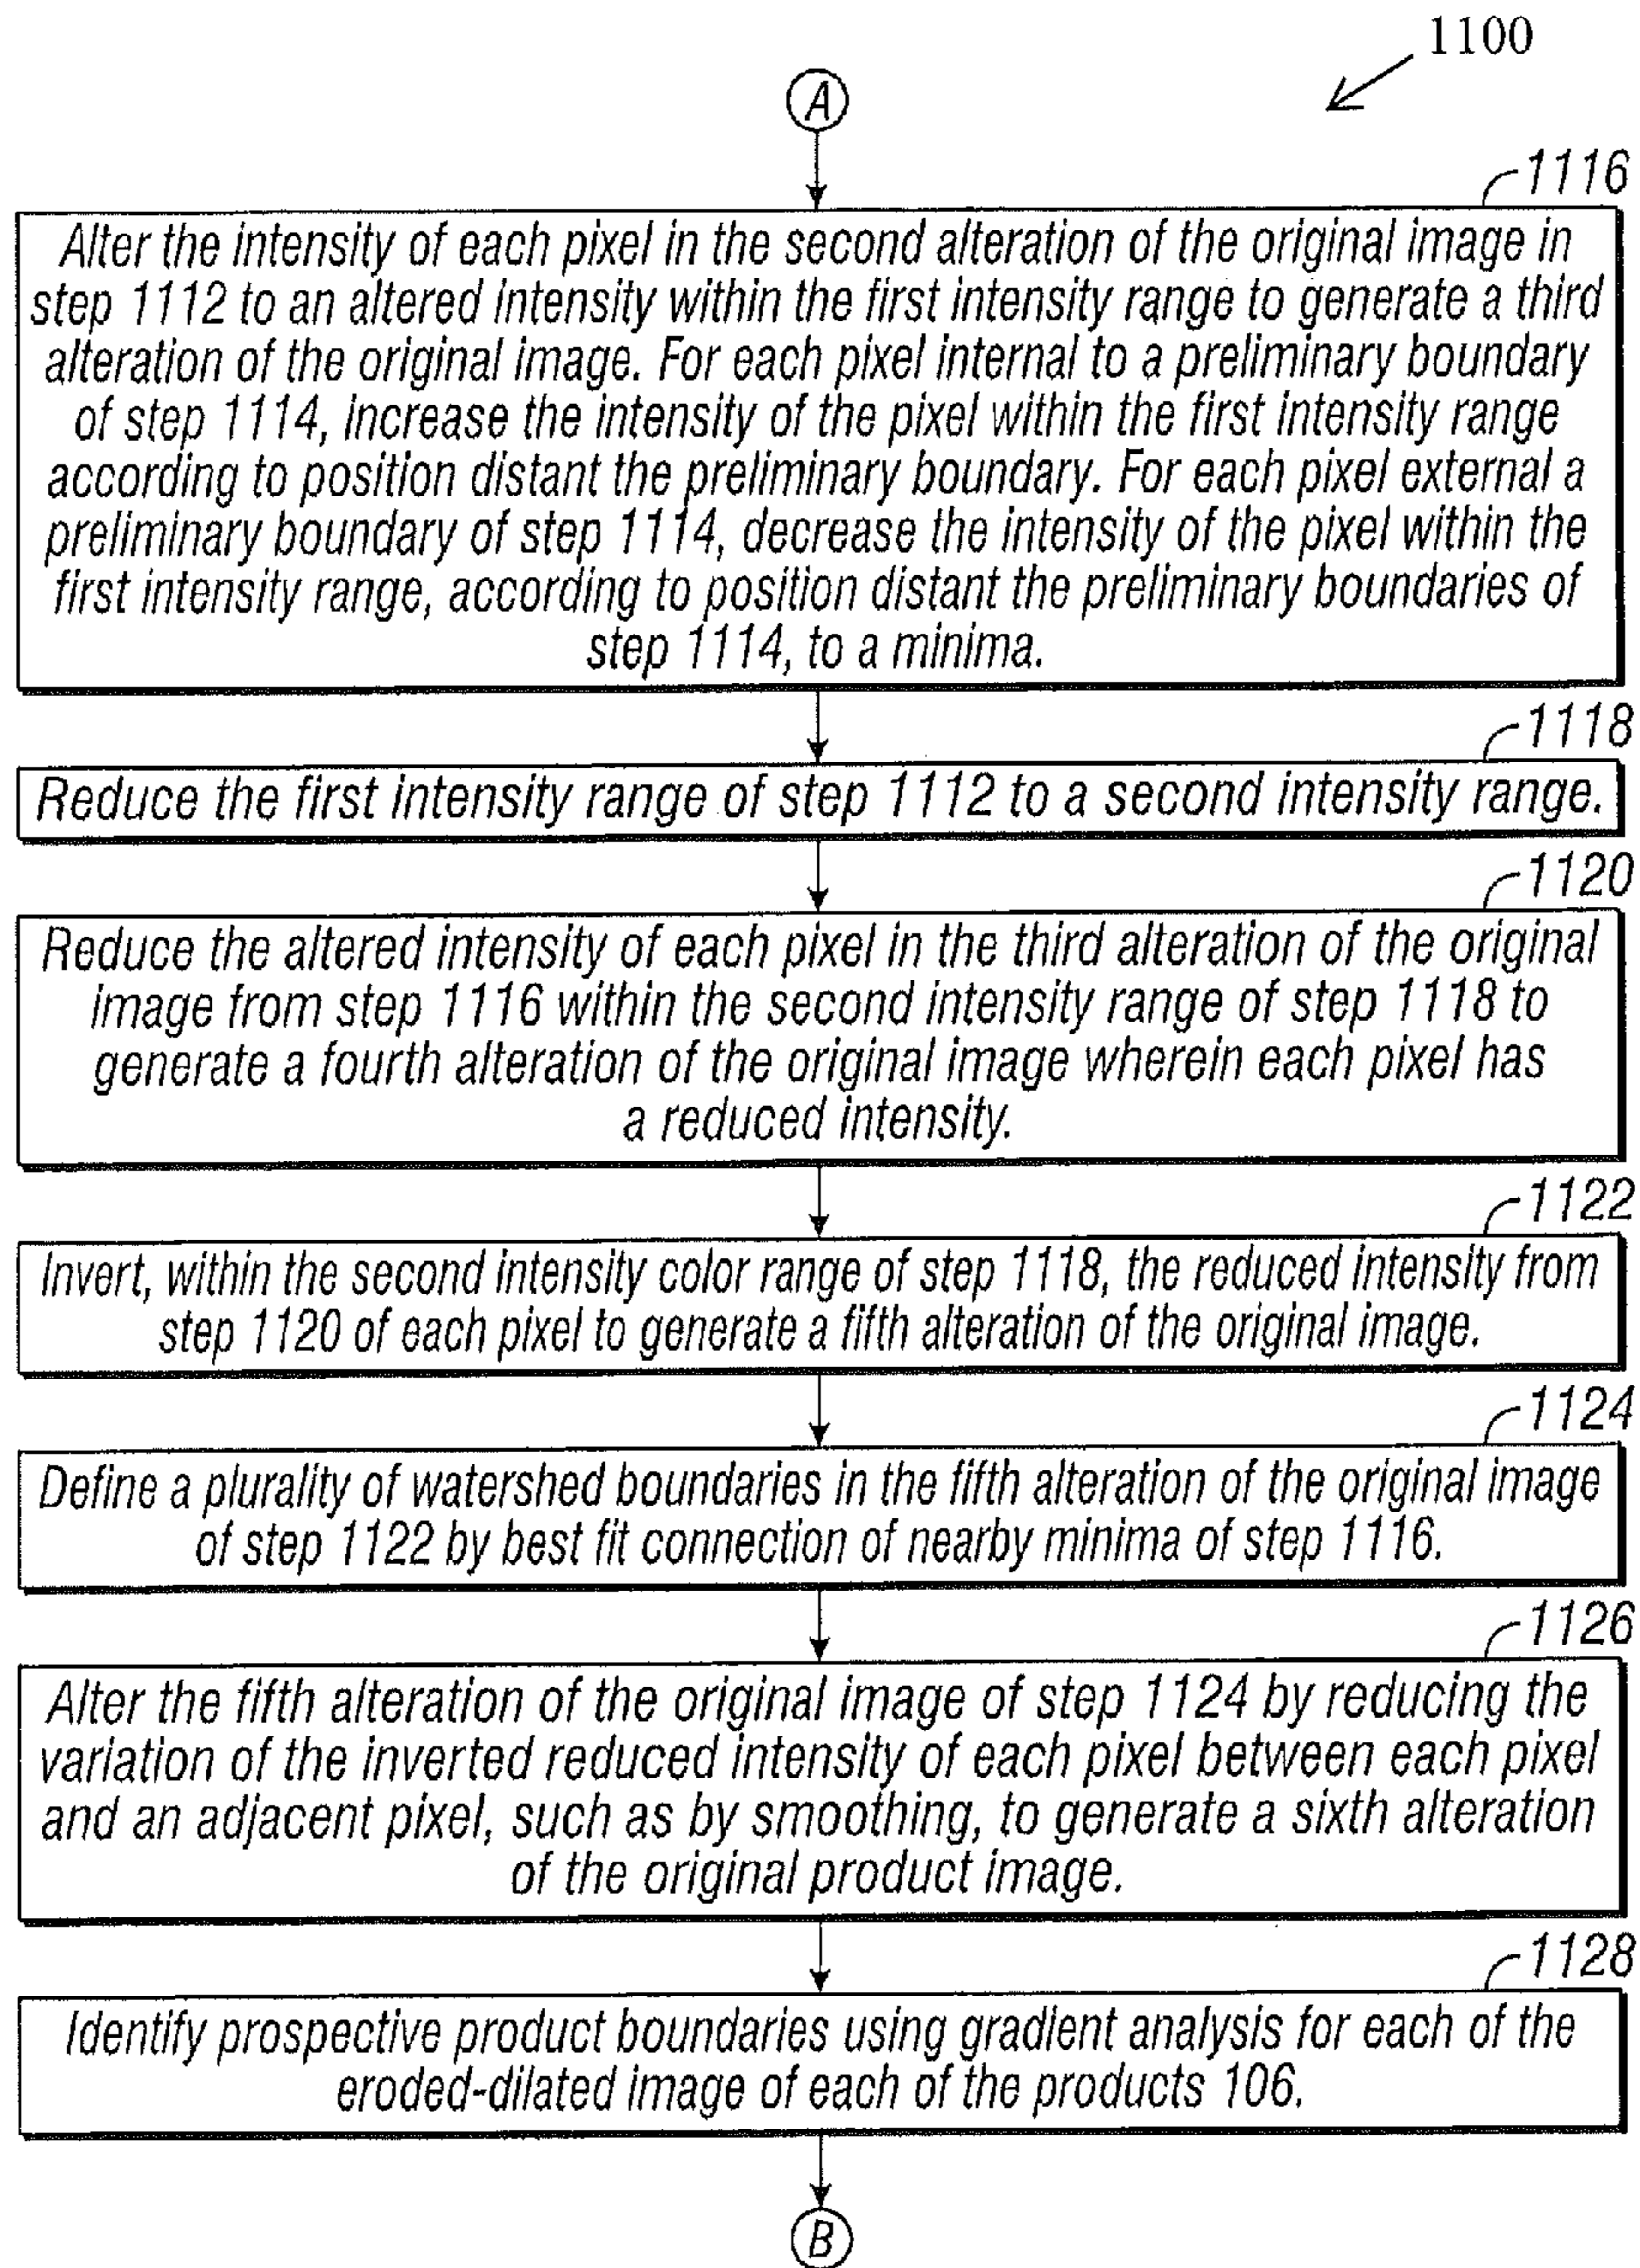 1100
A
1116
Alter the intensity of each pixel in the second alteration of the original image in
step 1112 to an altered intensity within the first intensity range to generate a third
alteration of the original image. For each pixel internal to a preliminary boundary
of step 1114, increase the intensity of the pixel within the first intensity range
according to position distant the preliminary boundary. For each pixel external a
preliminary boundary of step 1114, decrease the intensity of the pixel within the
first intensity range, according to position distant the preliminary boundaries of
step 1114, to a minima.
1118
Reduce the first intensity range of step 1112 to a second intensity range.
1120
Reduce the altered intensity of each pixel in the third alteration of the original
image from step 1116 within the second intensity range of step 1118 to
generate a fourth alteration of the original image wherein each pixel has
a reduced intensity.
1122
Invert, within the second intensity color range of step 1118, the reduced intensity from
step 1120 of each pixel to generate a fifth alteration of the original image.
1124
Define a plurality of watershed boundaries in the fifth alteration of the original image
of step 1122 by best fit connection of nearby minima of step 1116.
1126
Alter the fifth alteration of the original image of step 1124 by reducing the
variation of the inverted reduced intensity of each pixel between each pixel
and an adjacent pixel, such as by smoothing, to generate a sixth alteration
of the original product image.
1128
Identify prospective product boundaries using gradient analysis for each of the
eroded-dilated image of each of the products 106.
B